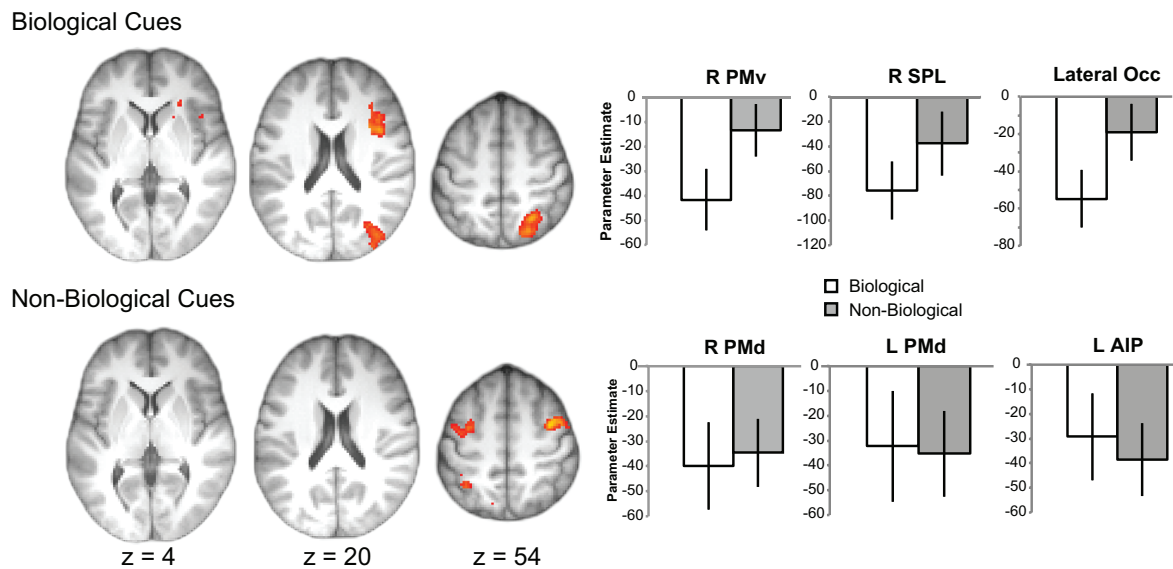 Biological Cues
R PMv
R SPL
Lateral Occ
Parameter Estimate
0
-10
-20
-30
-40
-50
-60
0
-20
-40
-60
-80
-100
-120
0
-20
-40
-60
-80
Biological
Non-Biological
Non-Biological Cues
R PMd
L PMd
L AIP
Parameter Estimate
0
-10
-20
-30
-40
-50
-60
0
-10
-20
-30
-40
-50
-60
0
-10
-20
-30
-40
-50
-60
z = 4
z = 20
z = 54